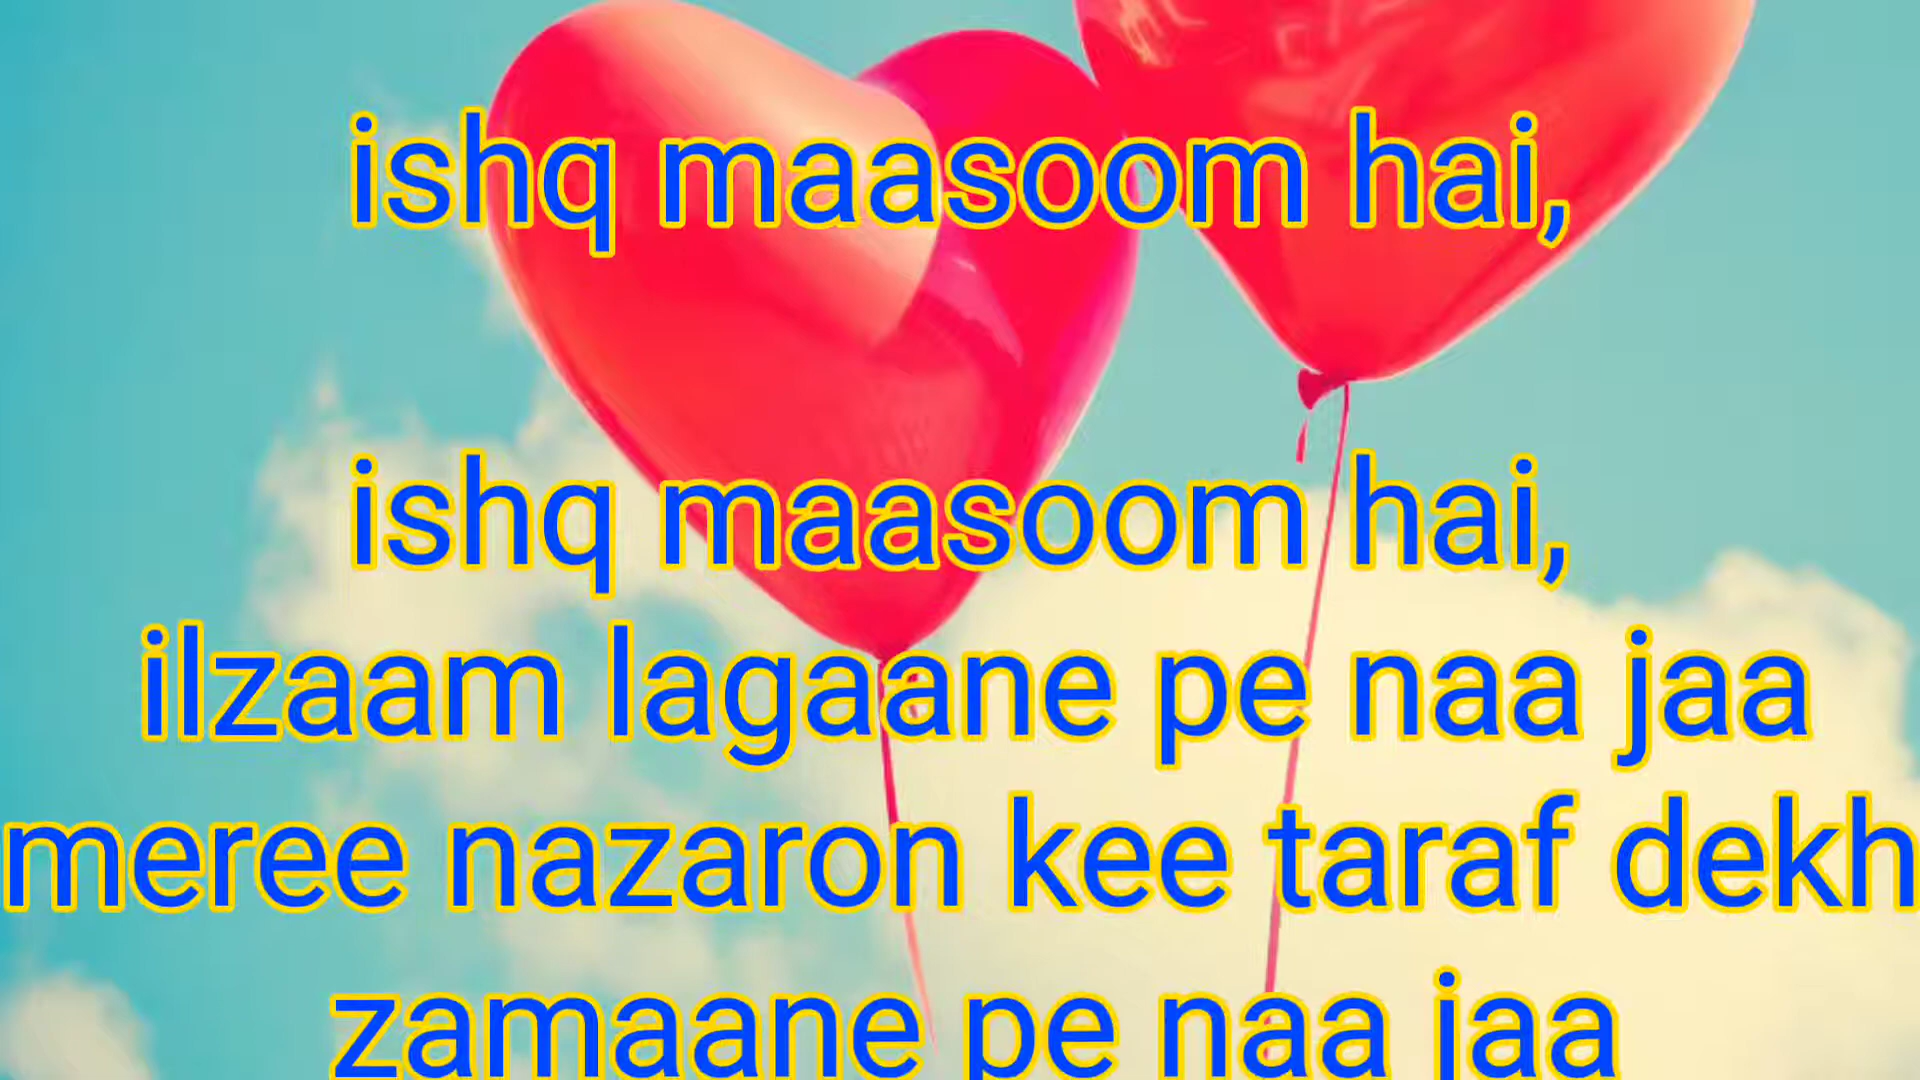 ishq maasoom hai,
ishq maasoom hai,
ilzaam lagaane pe naa jaa
meree nazaron kee taraf dekh
zamaane pe naa jaa